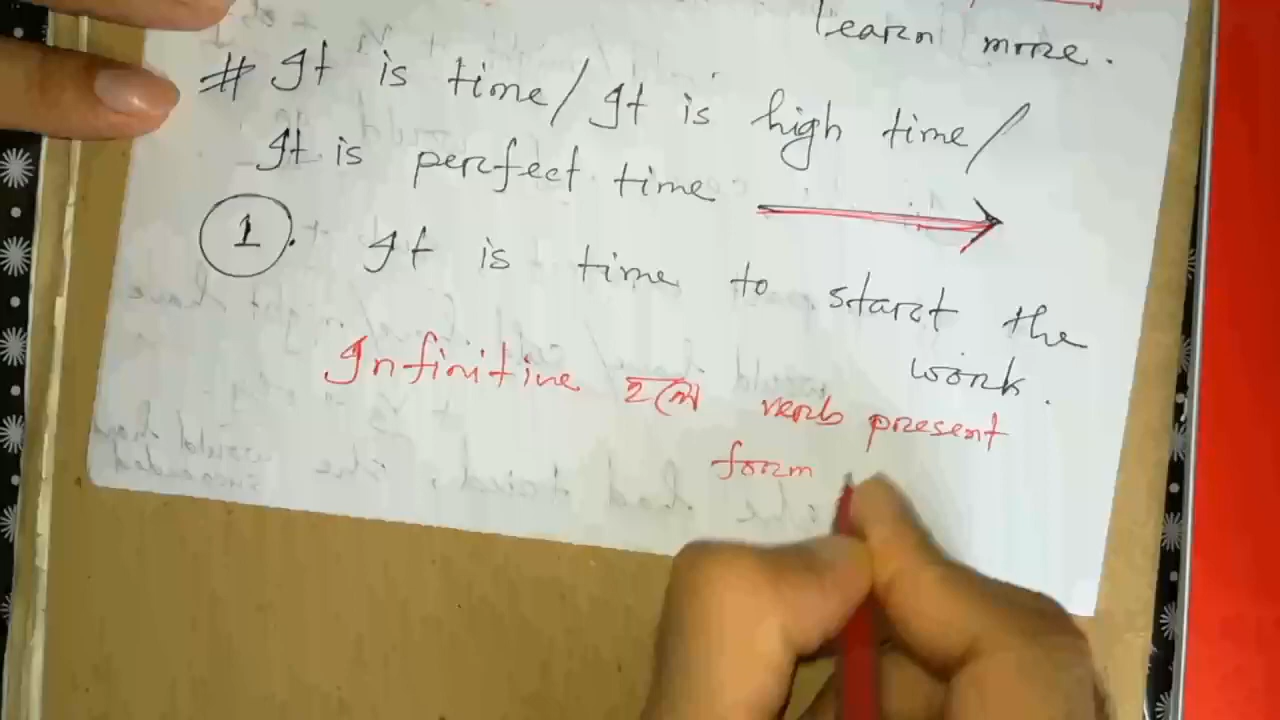 learn more.
# It is time/It is high time/
It is perfect time
1. It is time to start the
work.
Infinitive হলে verb present
form